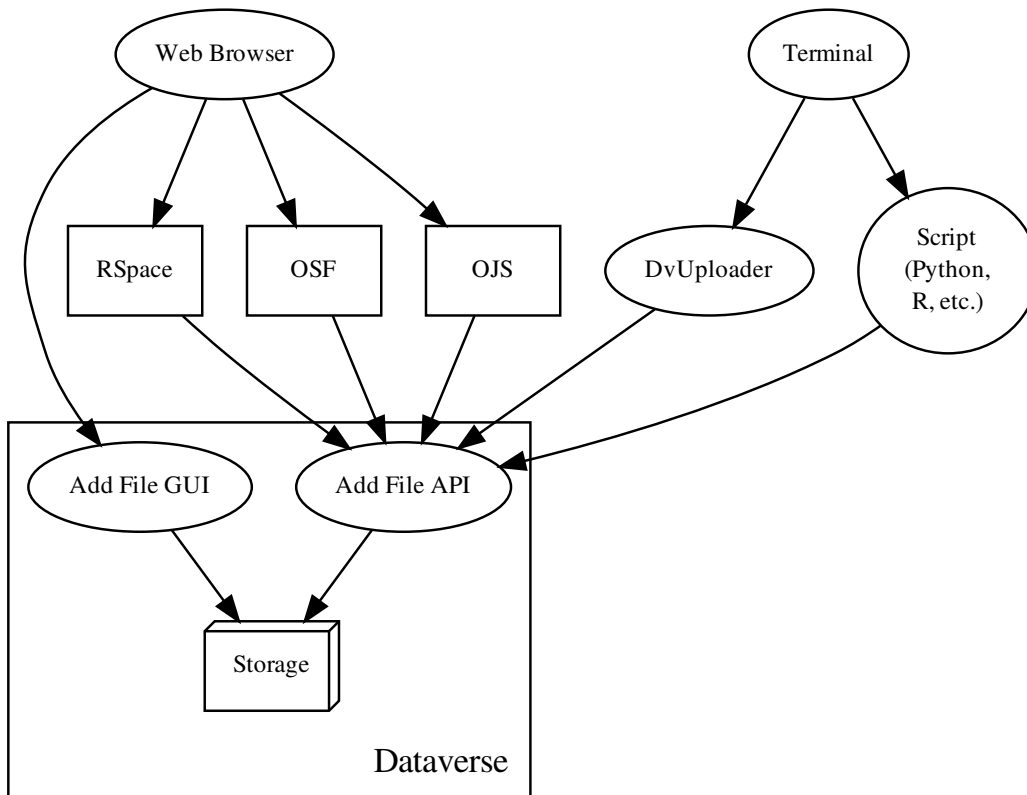 Web Browser
Terminal
RSpace
OSF
OJS
DvUploader
Script
(Python,
R, etc.)
Add File GUI
Add File API
Storage
Dataverse